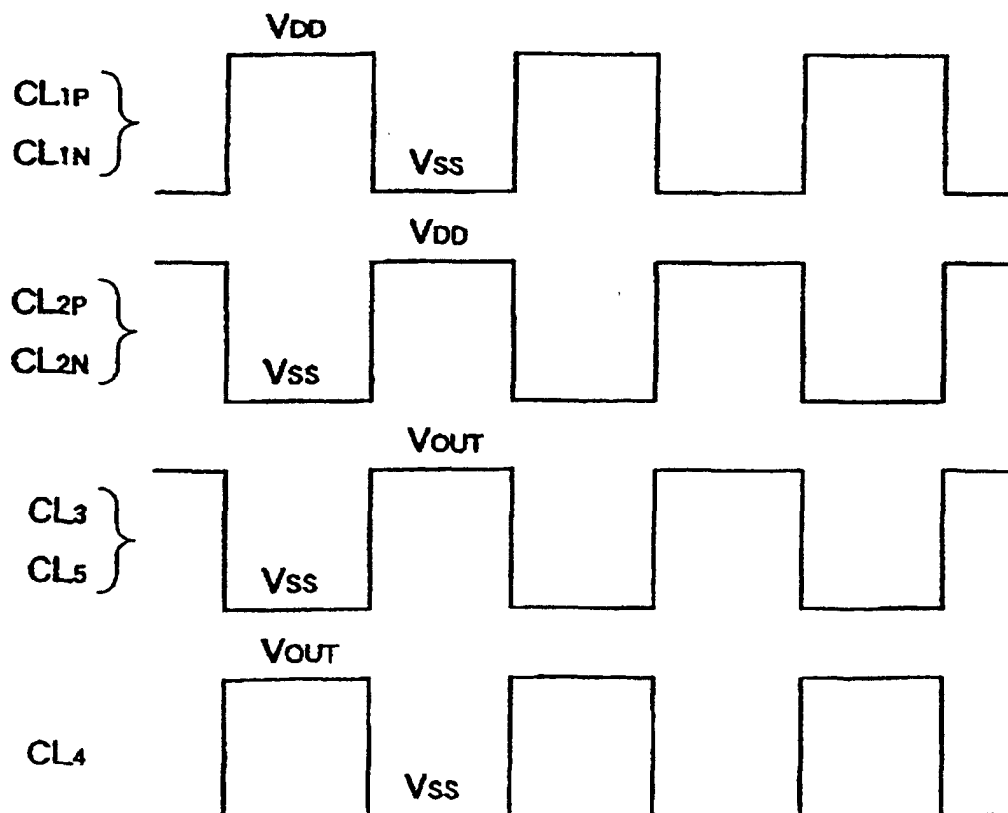 VDD
CL1P
CL1N
VSS
VDD
CL2P
CL2N
VSS
VOUT
CL3
CL5
VSS
VOUT
CL4
VSS